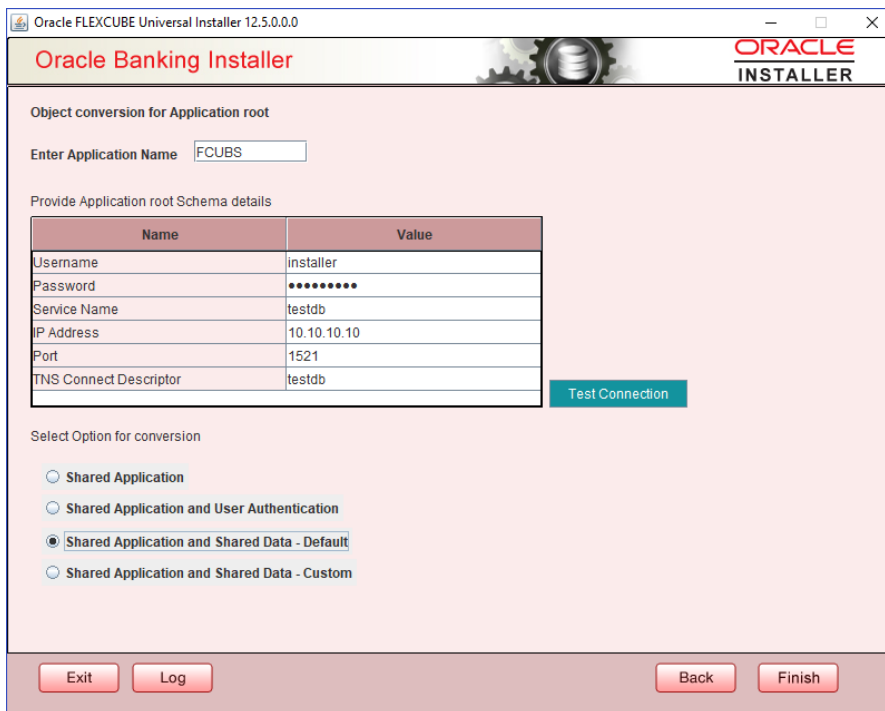 Oracle FLEXCUBE Universal Installer 12.5.0.0.0
Oracle Banking Installer
ORACLE
INSTALLER
Object conversion for Application root
Enter Application Name FCUBS
Provide Application root Schema details
Name Value
Username installer
Password •••••••••
Service Name testdb
IP Address 10.10.10.10
Port 1521
TNS Connect Descriptor testdb
Test Connection
Select Option for conversion
Shared Application
Shared Application and User Authentication
Shared Application and Shared Data - Default
Shared Application and Shared Data - Custom
Exit Log Back Finish